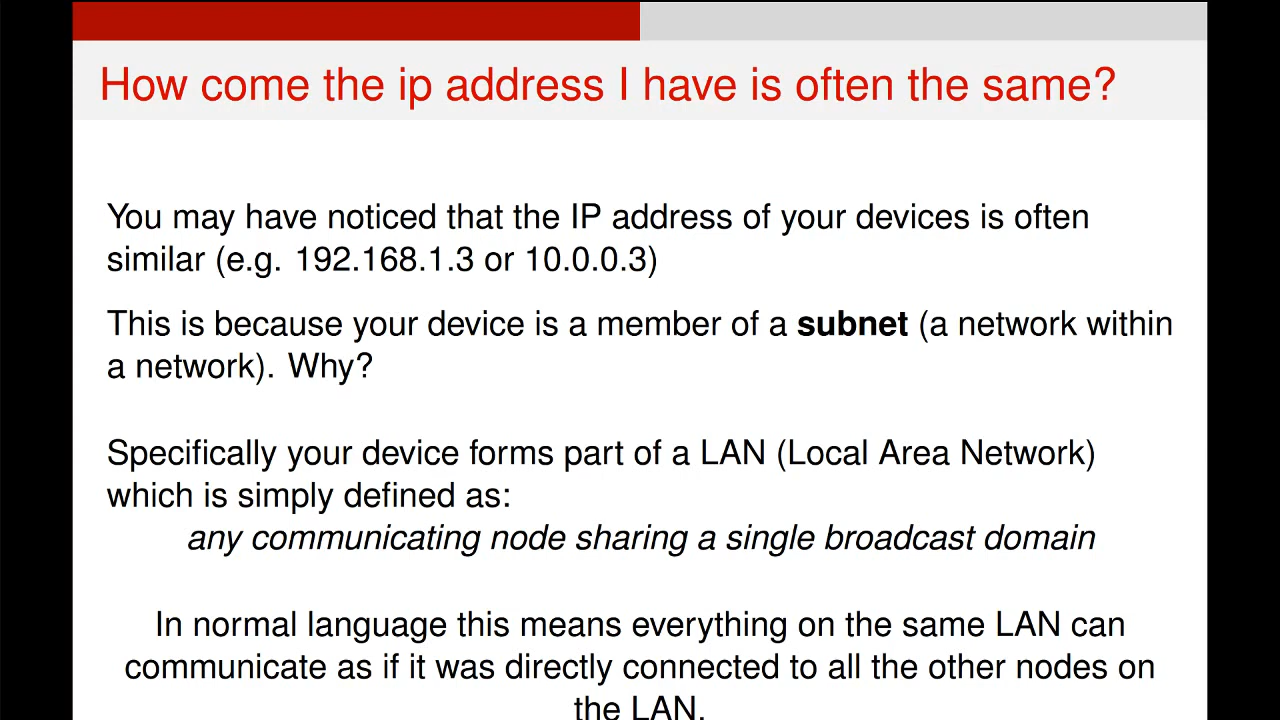 How come the ip address I have is often the same?
You may have noticed that the IP address of your devices is often
similar (e.g. 192.168.1.3 or 10.0.0.3)
This is because your device is a member of a subnet (a network within
a network). Why?
Specifically your device forms part of a LAN (Local Area Network)
which is simply defined as:
any communicating node sharing a single broadcast domain
In normal language this means everything on the same LAN can
communicate as if it was directly connected to all the other nodes on
the LAN.